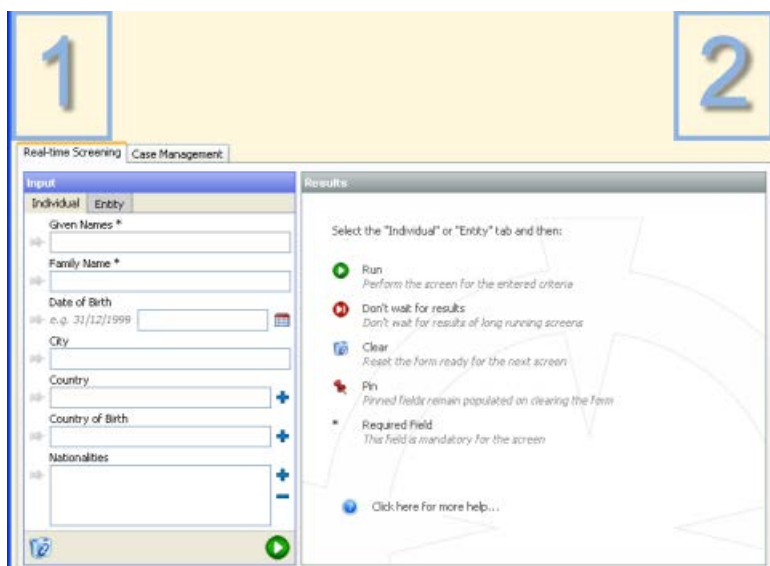 1
2
Real-time Screening Case Management
Input
Individual Entity
Given Names *
Family Name *
Date of Birth
e.g. 31/12/1999
City
Country
Country of Birth
Nationalities
Results
Select the "Individual" or "Entity" tab and then:
Run
Perform the screen for the entered criteria
Don't wait for results
Don't wait for results of long running screens
Clear
Reset the form ready for the next screen
Pin
Pinned fields remain populated on clearing the form
* Required Field
This field is mandatory for the screen
Click here for more help...